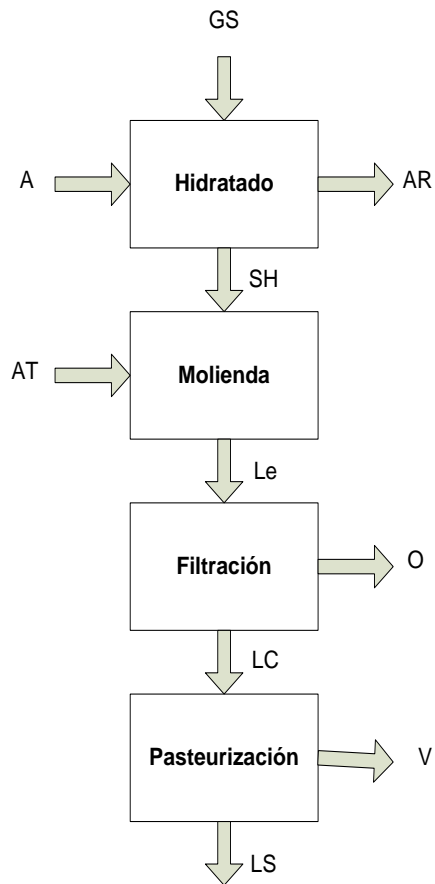 GS
A
Hidratado
AR
SH
AT
Molienda
Le
Filtración
O
LC
Pasteurización
V
LS